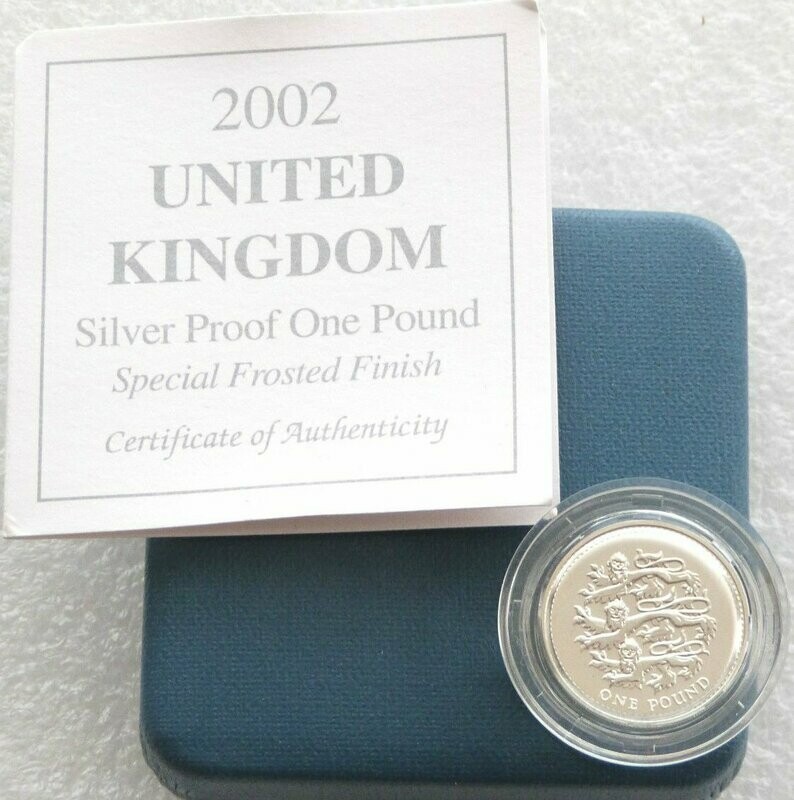 2002
UNITED
KINGDOM
Silver Proof One Pound
Special Frosted Finish
Certificate of Authenticity
ONE POUND